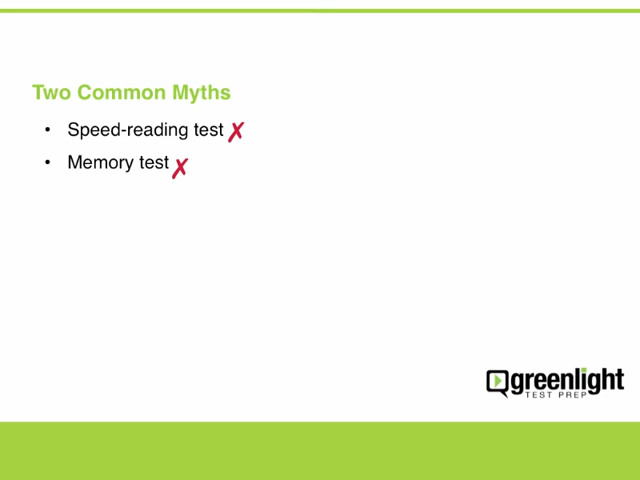 Two Common Myths
• Speed-reading test ✗
• Memory test ✗
greenlight
TEST PREP